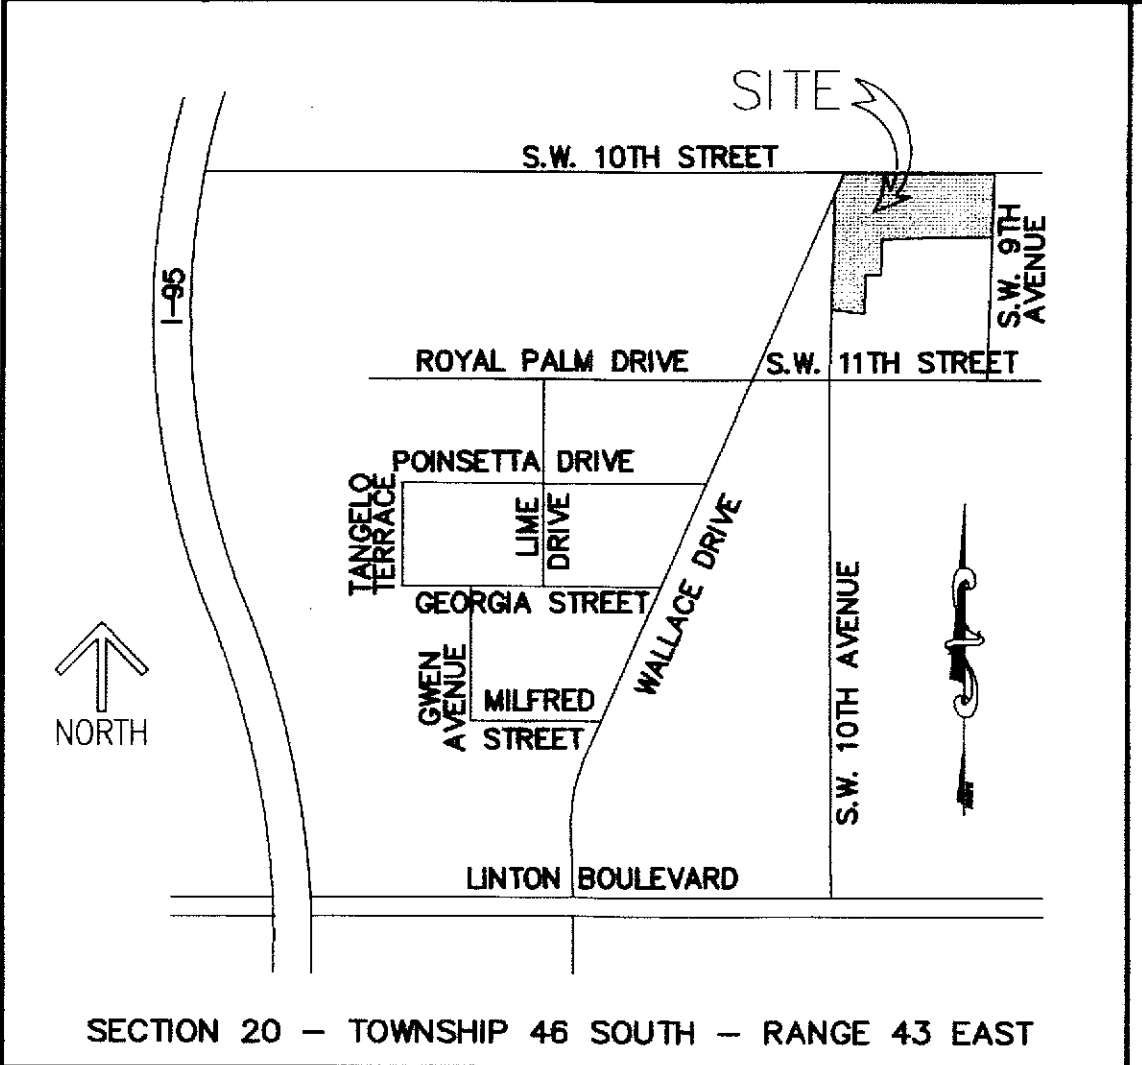 SITE
S.W. 10TH STREET
S.W. 9TH
AVENUE
I-95
ROYAL PALM DRIVE
S.W. 11TH STREET
POINSETTA DRIVE
TANGELO
TERRACE
LIME
DRIVE
GEORGIA STREET
WALLACE DRIVE
S.W. 10TH AVENUE
GWEN
AVENUE
MILFRED
STREET
NORTH
LINTON BOULEVARD
SECTION 20 – TOWNSHIP 46 SOUTH – RANGE 43 EAST